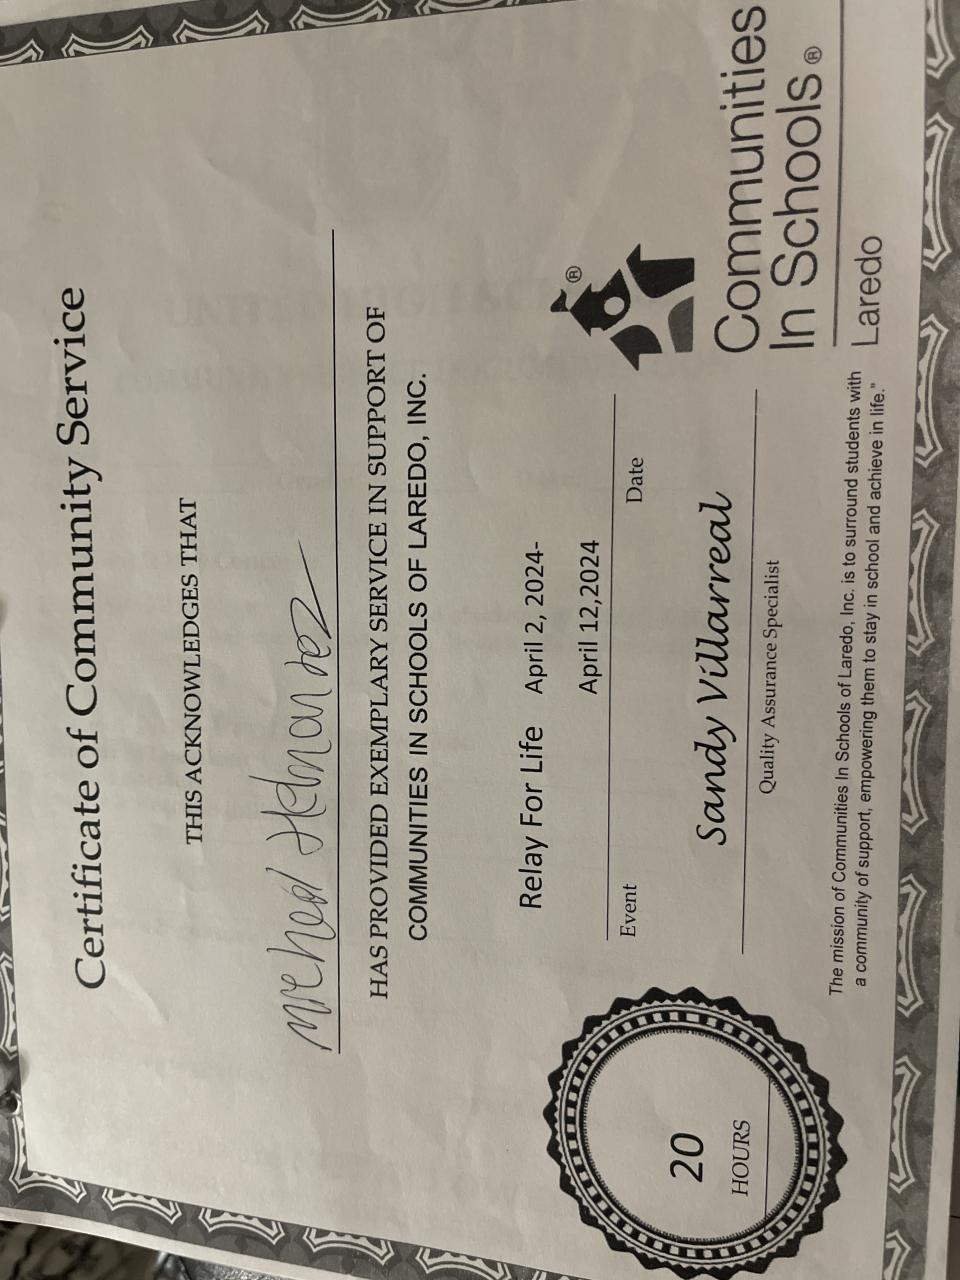 Certificate of Community Service
THIS ACKNOWLEDGES THAT
Micheal Hernandez
HAS PROVIDED EXEMPLARY SERVICE IN SUPPORT OF
COMMUNITIES IN SCHOOLS OF LAREDO, INC.
Relay For Life April 2, 2024-
April 12,2024
Event Date
Sandy Villarreal
Quality Assurance Specialist
20
HOURS
®
Communities
In Schools®
Laredo
The mission of Communities In Schools of Laredo, Inc. is to surround students with
a community of support, empowering them to stay in school and achieve in life."